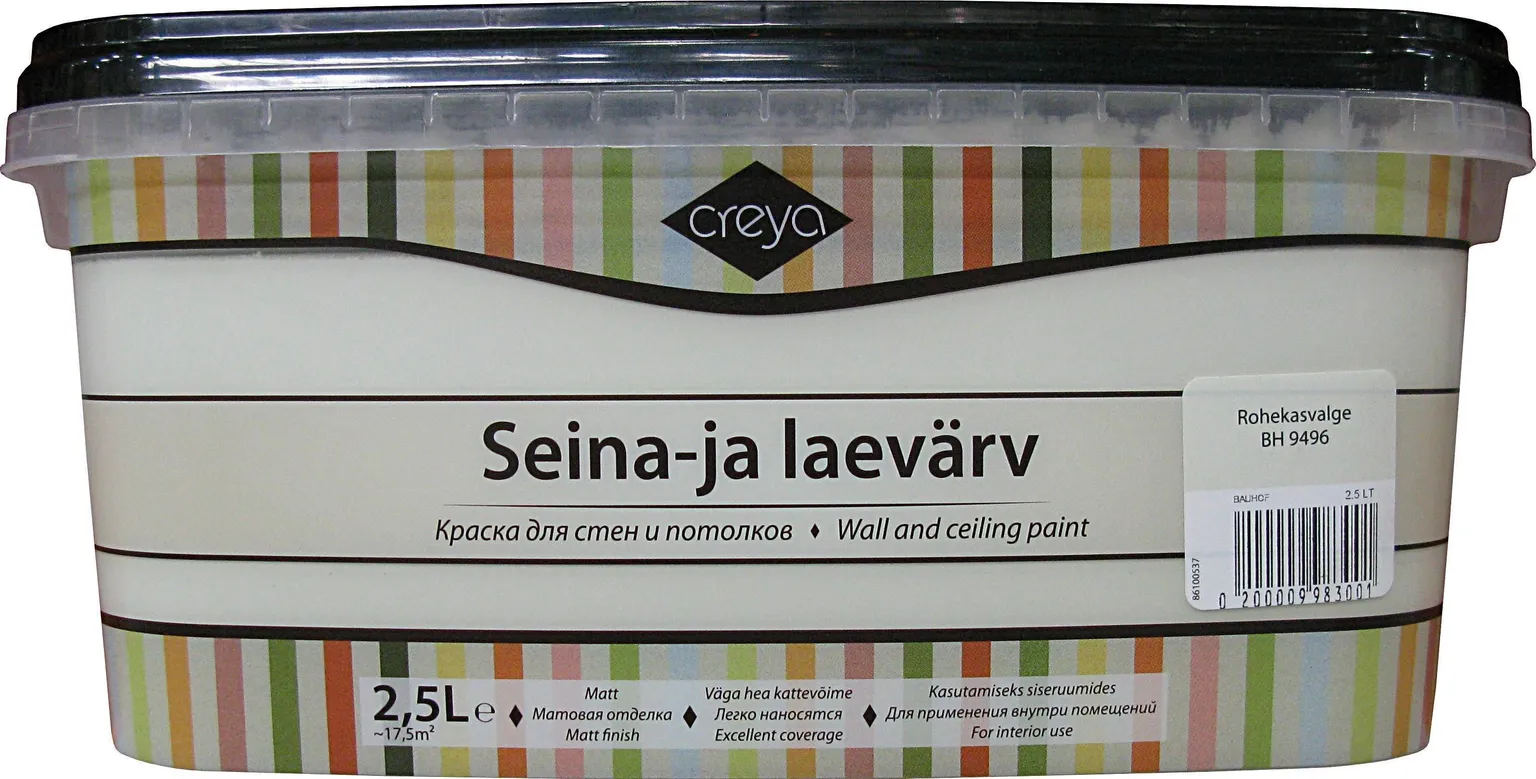 creya
Seina-ja laevärv
Краска для стен и потолков ♦ Wall and ceiling paint
Rohekasvalge
BH 9496
BAUHOF 2.5 LT
86100537
0 200009 983001
2,5L ℮
~17,5m²
Matt
Матовая отделка
Matt finish
Väga hea kattevõime
Легко наносятся
Excellent coverage
Kasutamiseks siseruumides
Для применения внутри помещений
For interior use